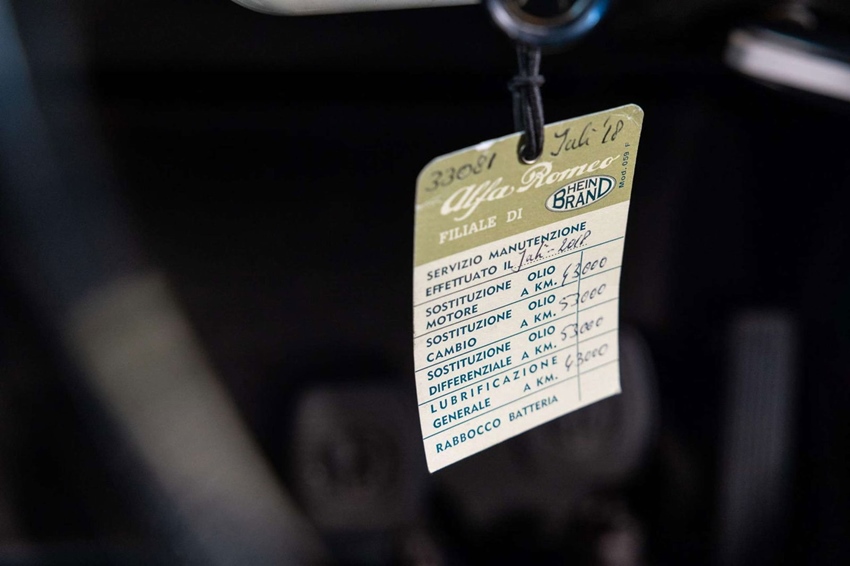 33081 Juli '18
Alfa Romeo
FILIALE DI HEIN BRAND
Mod. 059 F
SERVIZIO MANUTENZIONE
EFFETTUATO IL Juli - 2018
SOSTITUZIONE OLIO
MOTORE A KM. 43000
SOSTITUZIONE OLIO
CAMBIO A KM. 53000
SOSTITUZIONE OLIO
DIFFERENZIALE A KM. 53000
LUBRIFICAZIONE
GENERALE A KM. 43000
RABBOCCO BATTERIA